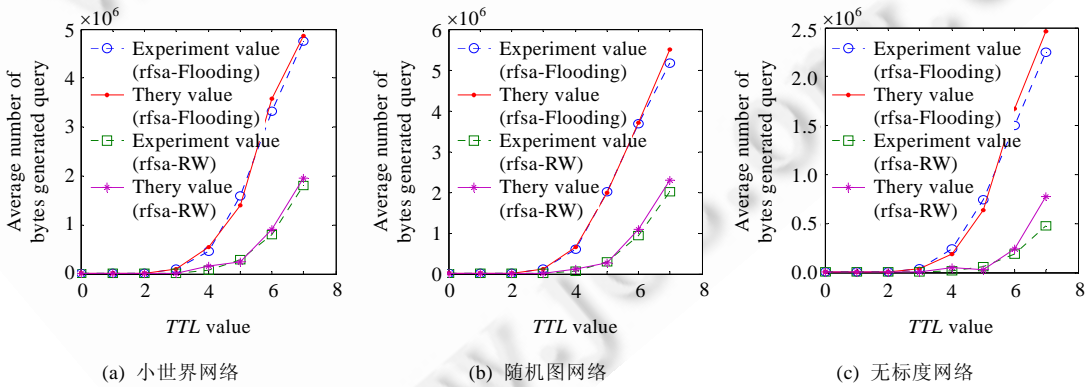 ×10⁶
5
4
3
2
1
0
0 2 4 6 8
Average number of
bytes generated query
Experiment value
(rfsa-Flooding)
Thery value
(rfsa-Flooding)
Experiment value
(rfsa-RW)
Thery value
(rfsa-RW)
TTL value
(a) 小世界网络
×10⁶
6
5
4
3
2
1
0
0 2 4 6 8
Average number of
bytes generated query
Experiment value
(rfsa-Flooding)
Thery value
(rfsa-Flooding)
Experiment value
(rfsa-RW)
Thery value
(rfsa-RW)
TTL value
(b) 随机图网络
×10⁶
2.5
2.0
1.5
1.0
0.5
0.0
0 2 4 6 8
Average number of
bytes generated query
Experiment value
(rfsa-Flooding)
Thery value
(rfsa-Flooding)
Experiment value
(rfsa-RW)
Thery value
(rfsa-RW)
TTL value
(c) 无标度网络